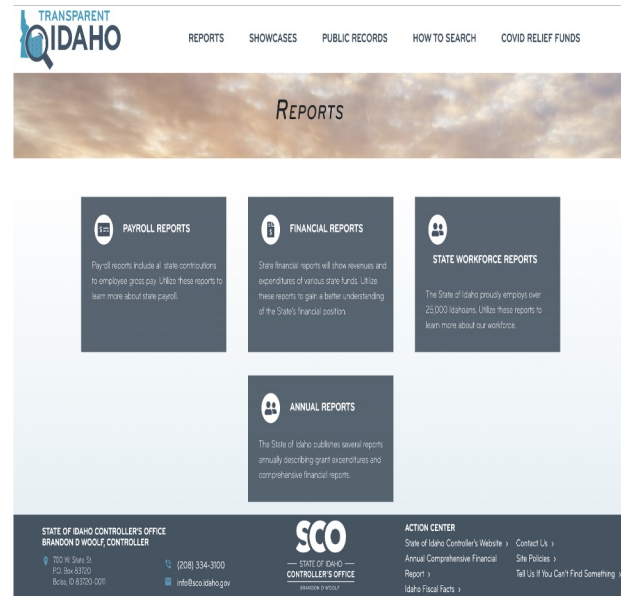 TRANSPARENT
IDAHO
REPORTS SHOWCASES PUBLIC RECORDS HOW TO SEARCH COVID RELIEF FUNDS
REPORTS
PAYROLL REPORTS
Payroll reports include all state contributions
to employee gross pay. Utilize these reports to
learn more about state payroll.
FINANCIAL REPORTS
State financial reports will show revenues and
expenditures of various state funds. Utilize
these reports to gain a better understanding
of the State's financial position.
STATE WORKFORCE REPORTS
The State of Idaho proudly employs over
25,000 Idahoans. Utilize these reports to
learn more about our workforce.
ANNUAL REPORTS
The State of Idaho publishes several reports
annually describing grant expenditures and
comprehensive financial reports.
STATE OF IDAHO CONTROLLER'S OFFICE
BRANDON D WOOLF, CONTROLLER
700 W. State St.
P.O. Box 83720
Boise, ID 83720-0011
(208) 334-3100
info@sco.idaho.gov
SCO
STATE OF IDAHO
CONTROLLER'S OFFICE
BRANDON D WOOLF
ACTION CENTER
State of Idaho Controller's Website ›
Annual Comprehensive Financial
Report ›
Idaho Fiscal Facts ›
Contact Us ›
Site Policies ›
Tell Us If You Can't Find Something ›